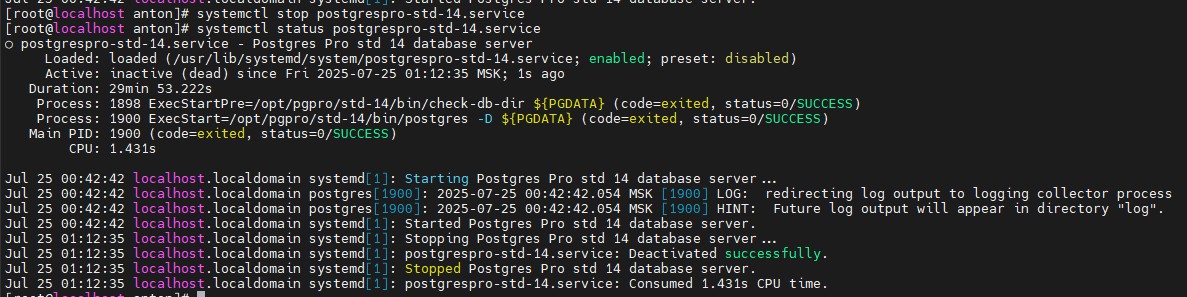 Jul 25 00:42:42 localhost.localdomain systemd[1]: Started Postgres Pro std 14 database server.
[root@localhost anton]# systemctl stop postgrespro-std-14.service
[root@localhost anton]# systemctl status postgrespro-std-14.service
○ postgrespro-std-14.service - Postgres Pro std 14 database server
Loaded: loaded (/usr/lib/systemd/system/postgrespro-std-14.service; enabled; preset: disabled)
Active: inactive (dead) since Fri 2025-07-25 01:12:35 MSK; 1s ago
Duration: 29min 53.222s
Process: 1898 ExecStartPre=/opt/pgpro/std-14/bin/check-db-dir ${PGDATA} (code=exited, status=0/SUCCESS)
Process: 1900 ExecStart=/opt/pgpro/std-14/bin/postgres -D ${PGDATA} (code=exited, status=0/SUCCESS)
Main PID: 1900 (code=exited, status=0/SUCCESS)
CPU: 1.431s
Jul 25 00:42:42 localhost.localdomain systemd[1]: Starting Postgres Pro std 14 database server...
Jul 25 00:42:42 localhost.localdomain postgres[1900]: 2025-07-25 00:42:42.054 MSK [1900] LOG:  redirecting log output to logging collector process
Jul 25 00:42:42 localhost.localdomain postgres[1900]: 2025-07-25 00:42:42.054 MSK [1900] HINT:  Future log output will appear in directory "log".
Jul 25 00:42:42 localhost.localdomain systemd[1]: Started Postgres Pro std 14 database server.
Jul 25 01:12:35 localhost.localdomain systemd[1]: Stopping Postgres Pro std 14 database server...
Jul 25 01:12:35 localhost.localdomain systemd[1]: postgrespro-std-14.service: Deactivated successfully.
Jul 25 01:12:35 localhost.localdomain systemd[1]: Stopped Postgres Pro std 14 database server.
Jul 25 01:12:35 localhost.localdomain systemd[1]: postgrespro-std-14.service: Consumed 1.431s CPU time.
[root@localhost anton]#